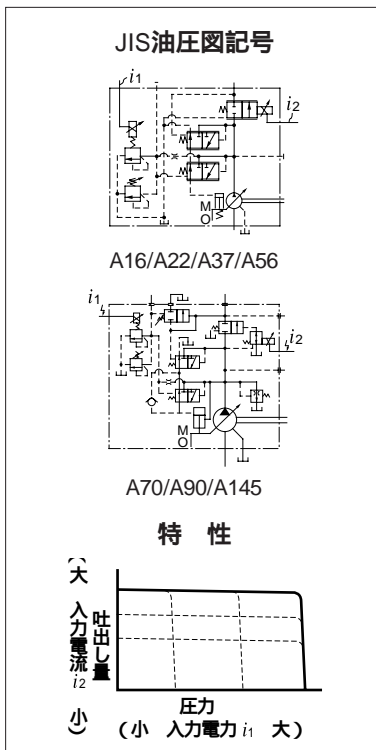 JIS油圧図記号
i1
i2
M
O
A16/A22/A37/A56
i1
i2
M
O
A70/A90/A145
特 性
(大 入力電流 i2 小)
吐出し量
圧力
(小 入力電力 i1 大)